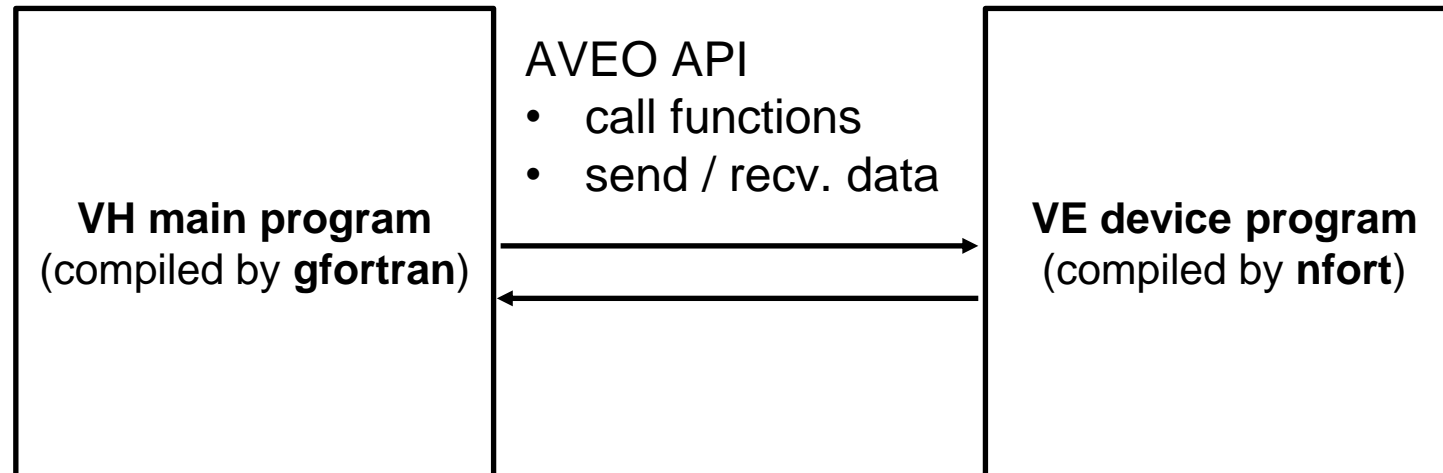 AVEO API
• call functions
• send / recv. data
VH main program
(compiled by gfortran)
VE device program
(compiled by nfort)